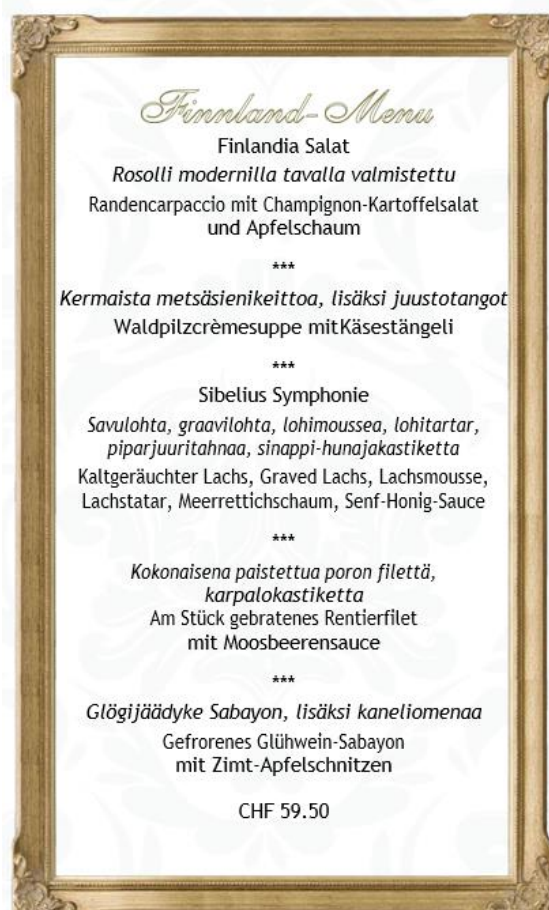 Finnland-Menu
Finlandia Salat
Rosolli modernilla tavalla valmistettu
Randencarpaccio mit Champignon-Kartoffelsalat
und Apfelschaum
***
Kermaista metsäsienikeittoa, lisäksi juustotangot
Waldpilzcrèmesuppe mitKäsestängeli
***
Sibelius Symphonie
Savulohta, graavilohta, lohimoussea, lohitartar,
piparjuuritahnaa, sinappi-hunajakastiketta
Kaltgeräuchter Lachs, Graved Lachs, Lachsmousse,
Lachstatar, Meerrettichschaum, Senf-Honig-Sauce
***
Kokonaisena paistettua poron filettä,
karpalokastiketta
Am Stück gebratenes Rentierfilet
mit Moosbeerensauce
***
Glögijäädyke Sabayon, lisäksi kaneliomenaa
Gefrorenes Glühwein-Sabayon
mit Zimt-Apfelschnitzen
CHF 59.50